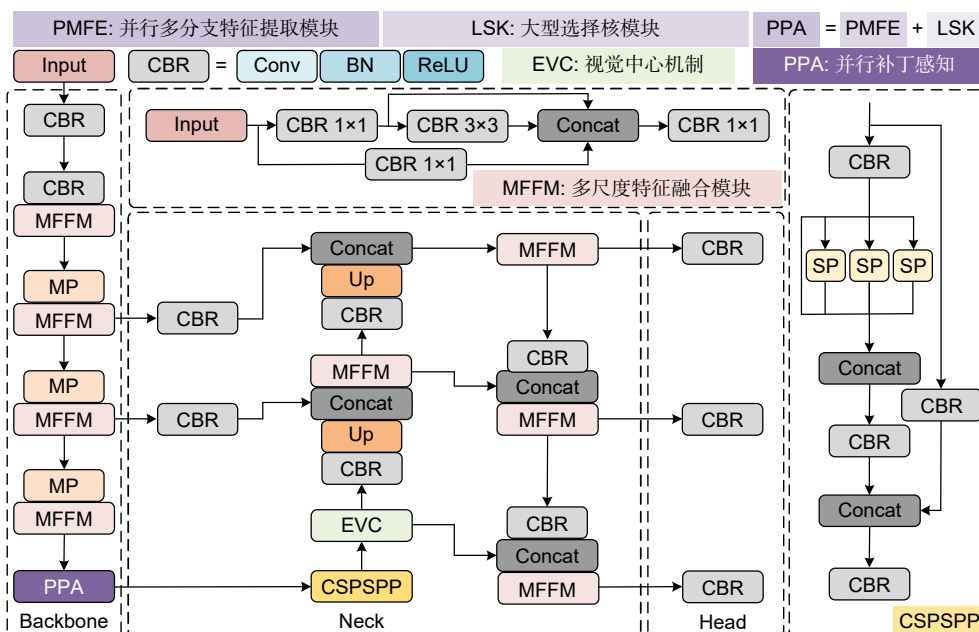 PMFE: 并行多分支特征提取模块
LSK: 大型选择核模块
PPA = PMFE + LSK
Input
CBR = Conv BN ReLU
EVC: 视觉中心机制
PPA: 并行补丁感知
CBR
CBR
MFFM
MP
MFFM
MP
MFFM
MP
MFFM
PPA
Backbone
Input
CBR 1×1
CBR 3×3
Concat
CBR 1×1
CBR 1×1
MFFM: 多尺度特征融合模块
CBR
CBR
Concat
Up
CBR
MFFM
Concat
Up
CBR
EVC
CSPSPP
Neck
MFFM
CBR
Concat
MFFM
CBR
Concat
MFFM
CBR
CBR
CBR
Head
CBR
SP SP SP
Concat
CBR
CBR
Concat
CBR
CSPSPP